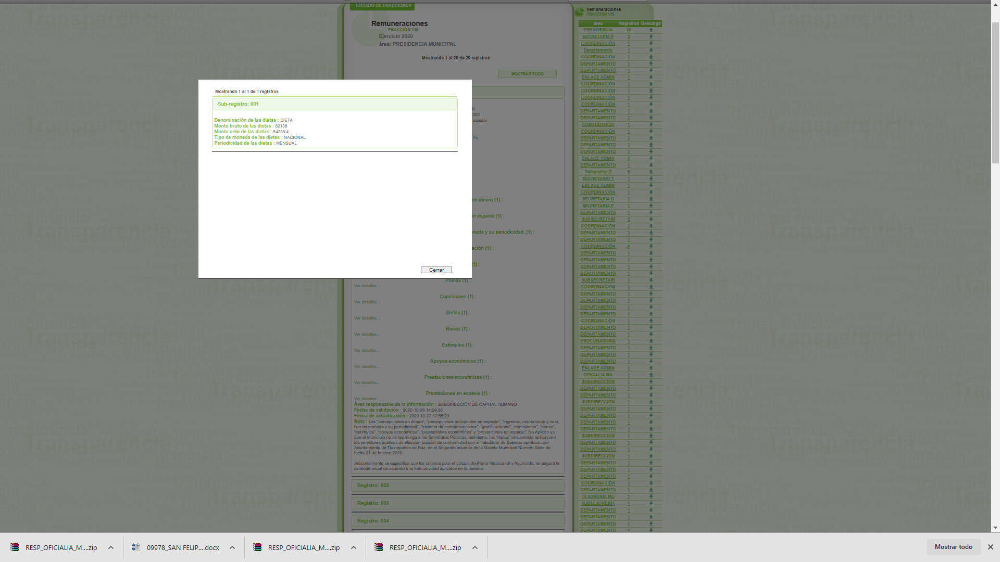 LISTADO DE FRACCIONES
Remuneraciones
FRACCIÓN VIII
Ejercicio 2020
área: PRESIDENCIA MUNICIPAL
Mostrando 1 al 20 de 20 registros
MOSTRAR TODO
Mostrando 1 al 1 de 1 registros
Sub-registro: 001
Denominación de las dietas : DIETA
Monto bruto de las dietas : 82188
Monto neto de las dietas : 54289.4
Tipo de moneda de las dietas : NACIONAL
Periodicidad de las dietas : MENSUAL
Cerrar
popular
7a
en dinero (1) :
en especie (1) :
moneda y su periodicidad. (1) :
ación (1) :
(1) :
Primas (1) :
Ver detalles...
Comisiones (1) :
Ver detalles...
Dietas (1) :
Ver detalles...
Bonos (1) :
Ver detalles...
Estímulos (1) :
Ver detalles...
Apoyos económicos (1) :
Ver detalles...
Prestaciones económicas (1) :
Ver detalles...
Prestaciones en especie (1) :
Ver detalles...
Área responsable de la información : SUBDIRECCIÓN DE CAPITAL HUMANO
Fecha de validación : 2020-10-28 14:29:36
Fecha de actualización : 2020-10-27 17:55:29
Nota : Las “percepciones en dinero”, “percepciones adicionales en especie”, “ingresos, monto bruto y neto,
tipo de moneda y su periodicidad”, “sistema de compensaciones”, “gratificaciones”, “comisiones”, “bonos”,
“estímulos”, “apoyos económicos”, “prestaciones económicas” y “prestaciones en especie”, No Aplican ya
que el Municipio no se las otorga a los Servidores Públicos, asimismo, las “dietas” únicamente aplica para
los servidores públicos de elección popular de conformidad con el Tabulador de Sueldos aprobado por
Ayuntamiento de Tlalnepantla de Baz, en el Segundo acuerdo de la Gaceta Municipal Número Siete de
fecha 21 de febrero 2020.
Adicionalmente se especifica que los criterios para el cálculo de Prima Vacacional y Aguinaldo, se pagará la
cantidad anual de acuerdo a la normatividad aplicable en la materia.
Registro: 002
Registro: 003
Registro: 004
Remuneraciones
FRACCIÓN VIII
área Registros Descarga
PRESIDENCIA 20
SECRETARÍA P 2
COORDINACIÓN 1
Departamento 1
COORDINACIÓN 1
DEPARTAMENTO 1
DEPARTAMENTO 1
ENLACE ADMIN 1
COORDINACIÓN 1
COORDINACIÓN 1
COORDINACIÓN 1
COORDINACIÓN 1
DEPARTAMENTO 1
DEPARTAMENTO 1
COMANDANCIA 1
COORDINACIÓN 1
DEPARTAMENTO 1
DEPARTAMENTO 1
DEPARTAMENTO 1
ENLACE ADMIN 2
DEPARTAMENTO 1
Delegación T 9
SECRETARIO T 1
ENLACE ADMIN 1
COORDINACIÓN 1
SECRETARÍA D 1
SECRETARIA P 1
DEPARTAMENTO 1
SUBSECRETARÍ 2
COORDINACIÓN 1
DEPARTAMENTO 1
DEPARTAMENTO 1
COORDINACIÓN 2
DEPARTAMENTO 1
DEPARTAMENTO 1
DEPARTAMENTO 1
DEPARTAMENTO 1
SUBSECRETARÍ 1
COORDINACIÓN 1
DEPARTAMENTO 1
DEPARTAMENTO 1
DEPARTAMENTO 1
DEPARTAMENTO 1
COORDINACIÓN 1
DEPARTAMENTO 1
DEPARTAMENTO 1
PROCURADURÍA 1
DEPARTAMENTO 1
DEPARTAMENTO 1
DEPARTAMENTO 1
ENLACE ADMIN 1
OFICIALÍA MA 1
SUBDIRECCIÓN 1
DEPARTAMENTO 1
DEPARTAMENTO 1
SUBDIRECCIÓN 1
DEPARTAMENTO 1
DEPARTAMENTO 1
DEPARTAMENTO 1
DEPARTAMENTO 1
SUBDIRECCIÓN 1
DEPARTAMENTO 1
DEPARTAMENTO 1
SUBDIRECCIÓN 1
DEPARTAMENTO 1
DEPARTAMENTO 1
DEPARTAMENTO 1
COORDINACIÓN 1
DEPARTAMENTO 1
TESORERÍA MU 1
SUBTESORERÍA 1
DEPARTAMENTO 1
DEPARTAMENTO 1
DEPARTAMENTO 1
DEPARTAMENTO 1
RESP_OFICIALIA_M....zip
09978_SAN FELIP....docx
RESP_OFICIALIA_M....zip
RESP_OFICIALIA_M....zip
Mostrar todo